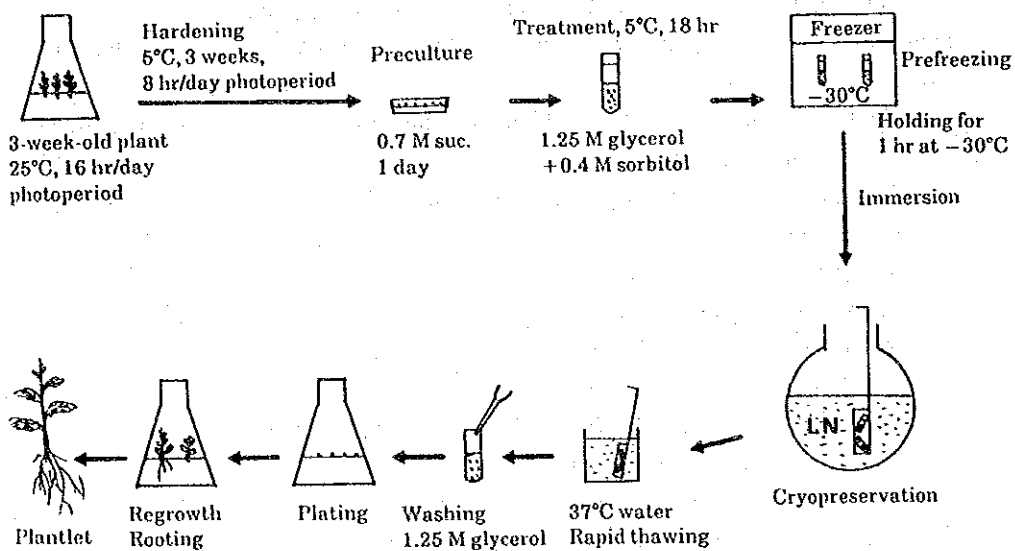 Hardening
5°C, 3 weeks,
8 hr/day photoperiod
3-week-old plant
25°C, 16 hr/day
photoperiod
Preculture
0.7 M suc.
1 day
Treatment, 5°C, 18 hr
1.25 M glycerol
+0.4 M sorbitol
Freezer
−30°C
Prefreezing
Holding for
1 hr at −30°C
Immersion
LN
Cryopreservation
37°C water
Rapid thawing
Washing
1.25 M glycerol
Plating
Regrowth
Rooting
Plantlet